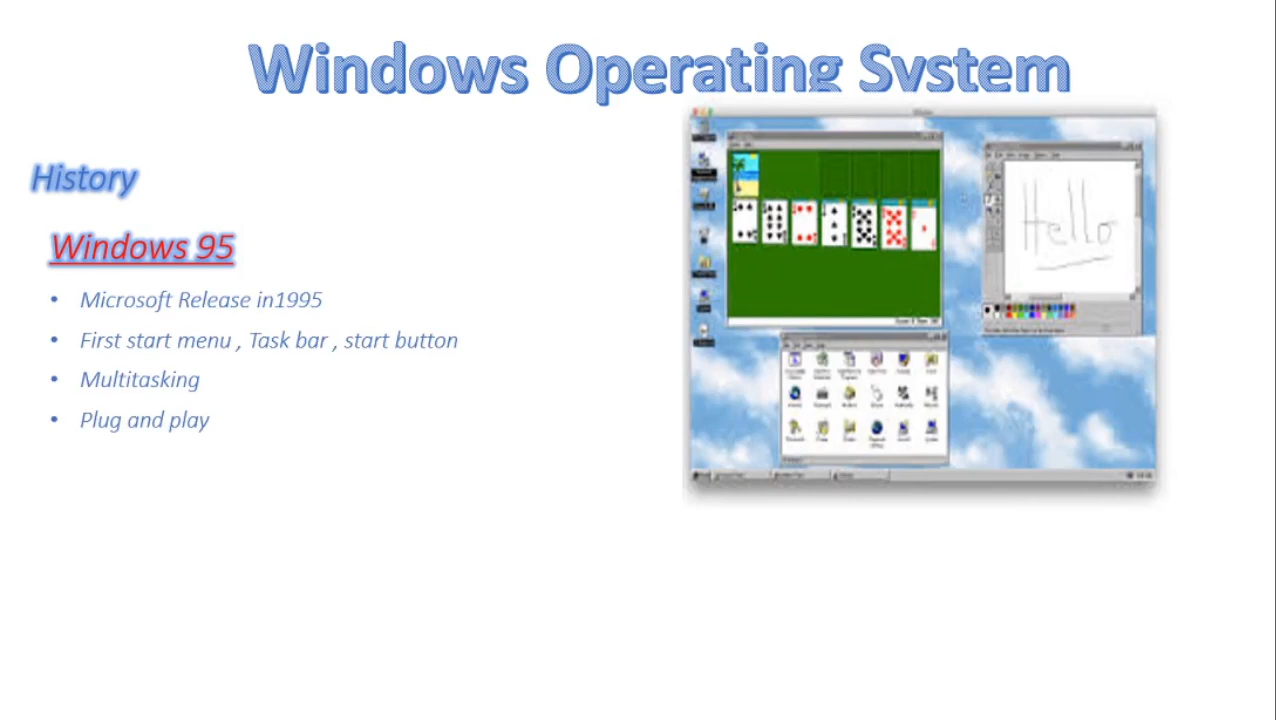 Windows Operating System
History
Windows 95
• Microsoft Release in1995
• First start menu , Task bar , start button
• Multitasking
• Plug and play
Hello